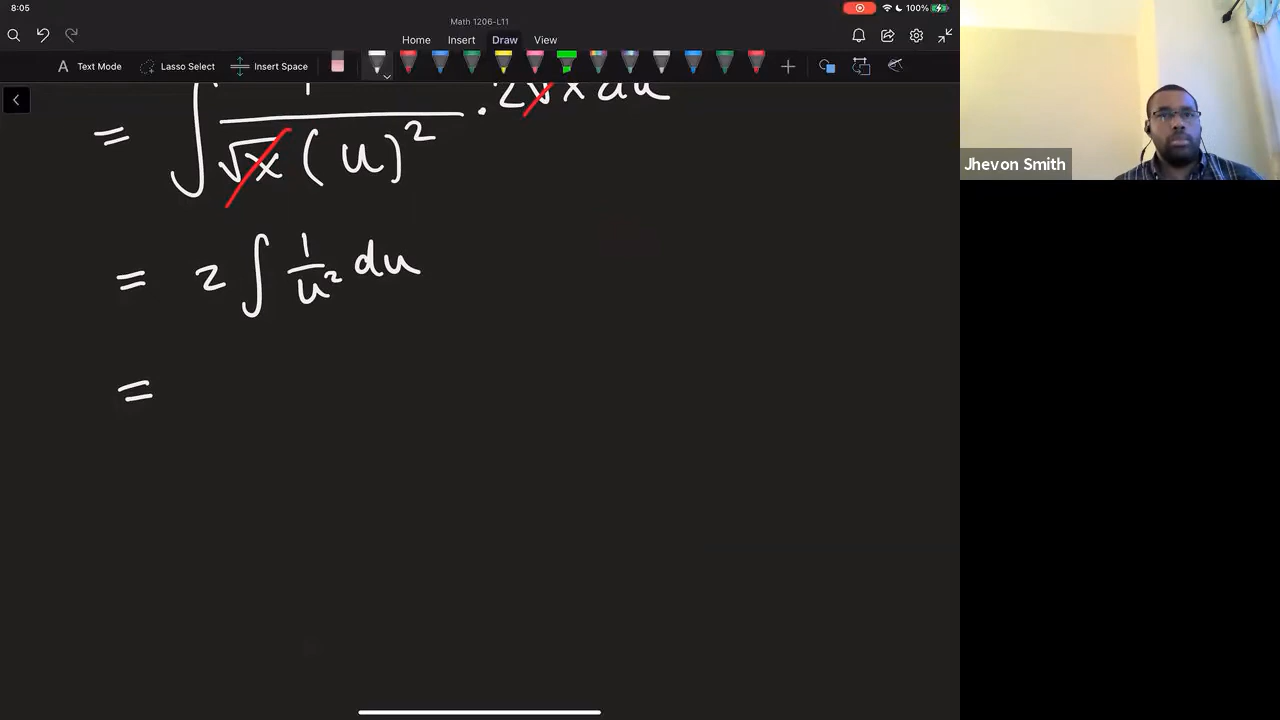 8:05
100%
Math 1206-L11
Home Insert Draw View
Text Mode Lasso Select Insert Space
= ∫ 1/(√x (u)²) · 2√x du
= 2 ∫ 1/u² du
=
Jhevon Smith